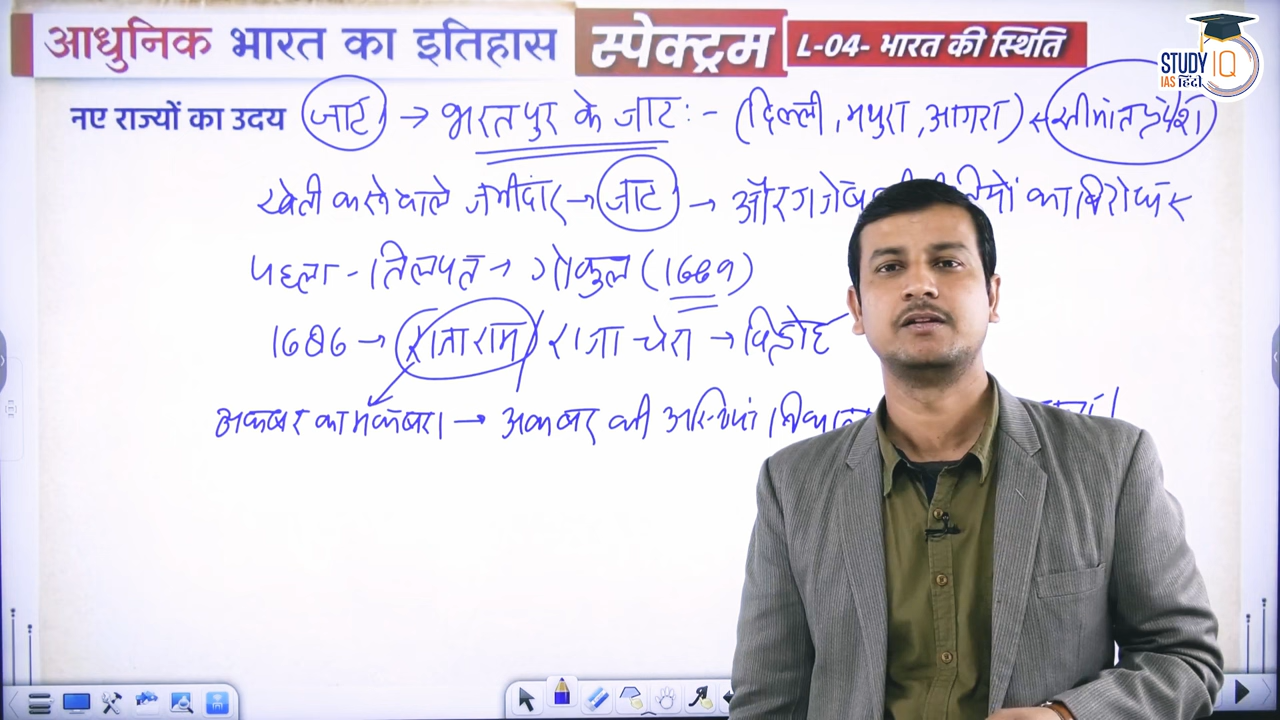 आधुनिक भारत का इतिहास स्पेक्ट्रम L-04- भारत की स्थिति
STUDY IQ
IAS हिंदी
नए राज्यों का उदय जाट → भरतपुर के जाट :- (दिल्ली, मथुरा, आगरा) सीमांत प्रदेश
खेती करने वाले जमींदार → जाट → औरंगजेब का विरोध
पहला - तिलपत → गोकुल (1669)
1686 → राजाराम / राजा चेरा → विद्रोह
अकबर का मकबरा → अकबर की अस्थियां